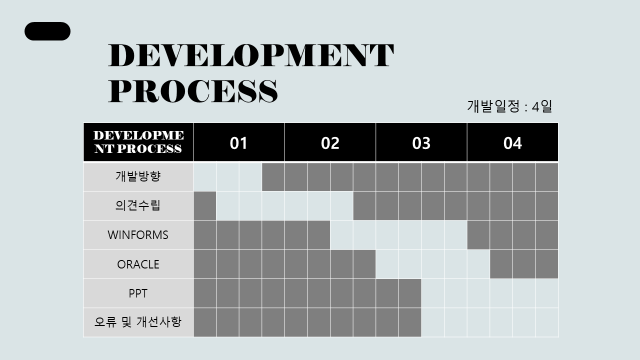 DEVELOPMENT
PROCESS
개발일정 : 4일
DEVELOPME
NT PROCESS
01
02
03
04
개발방향
의견수립
WINFORMS
ORACLE
PPT
오류 및 개선사항